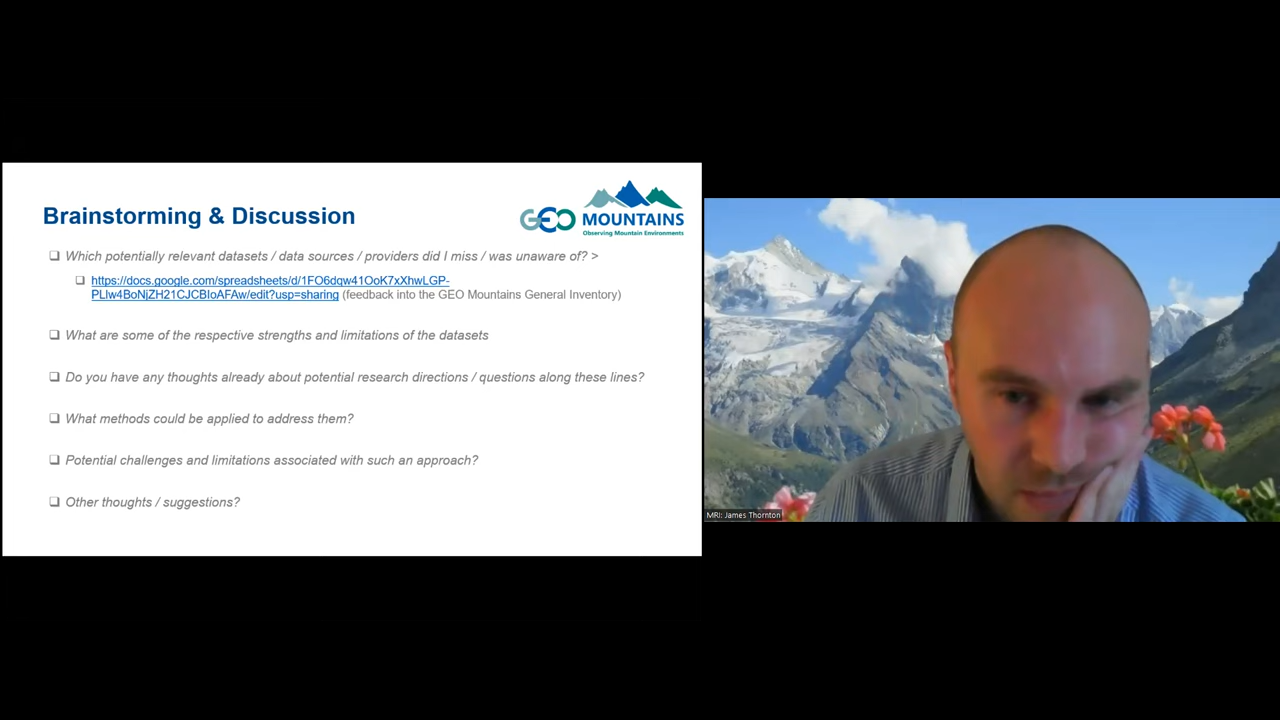 GEO MOUNTAINS
Observing Mountain Environments
Brainstorming & Discussion
❑ Which potentially relevant datasets / data sources / providers did I miss / was unaware of? >
❑ https://docs.google.com/spreadsheets/d/1FO6dqw41OoK7xXhwLGP-
PLlw4BoNjZH21CJCBIoAFAw/edit?usp=sharing (feedback into the GEO Mountains General Inventory)
❑ What are some of the respective strengths and limitations of the datasets
❑ Do you have any thoughts already about potential research directions / questions along these lines?
❑ What methods could be applied to address them?
❑ Potential challenges and limitations associated with such an approach?
❑ Other thoughts / suggestions?
MRI: James Thornton